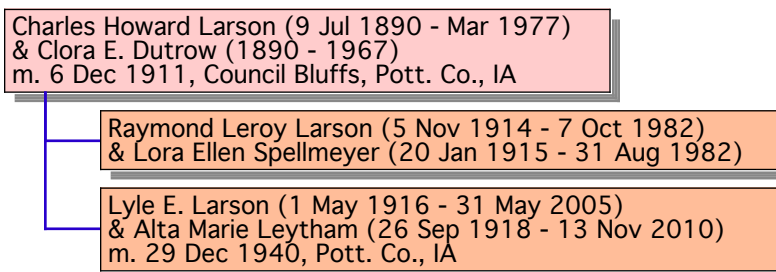 Charles Howard Larson (9 Jul 1890 - Mar 1977)
& Clora E. Dutrow (1890 - 1967)
m. 6 Dec 1911, Council Bluffs, Pott. Co., IA
Raymond Leroy Larson (5 Nov 1914 - 7 Oct 1982)
& Lora Ellen Spellmeyer (20 Jan 1915 - 31 Aug 1982)
Lyle E. Larson (1 May 1916 - 31 May 2005)
& Alta Marie Leytham (26 Sep 1918 - 13 Nov 2010)
m. 29 Dec 1940, Pott. Co., IA